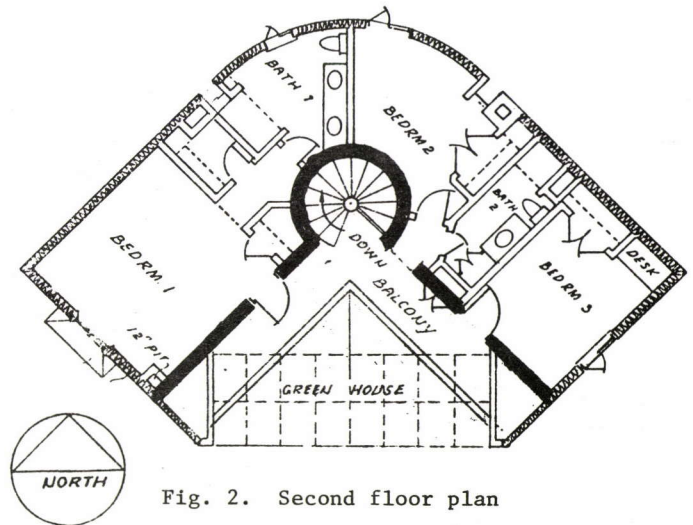 BATH 1
BEDRM 2
BATH 2
BEDRM 1
DOWN
BALCONY
BEDRM 3
DESK
12" PIT
GREEN HOUSE
NORTH
Fig. 2. Second floor plan